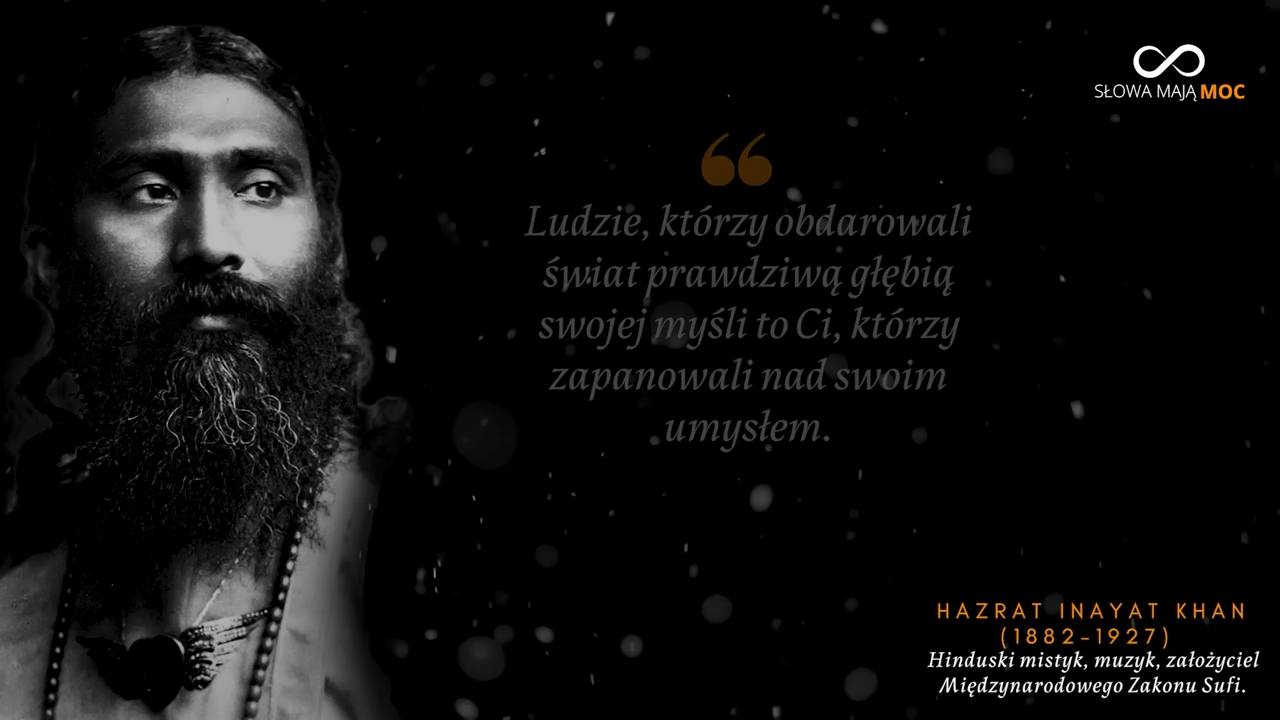 SŁOWA MAJĄ MOC
Ludzie, którzy obdarowali
świat prawdziwą głębią
swojej myśli to Ci, którzy
zapanowali nad swoim
umysłem.
HAZRAT INAYAT KHAN
(1882-1927)
Hinduski mistyk, muzyk, założyciel
Międzynarodowego Zakonu Sufi.